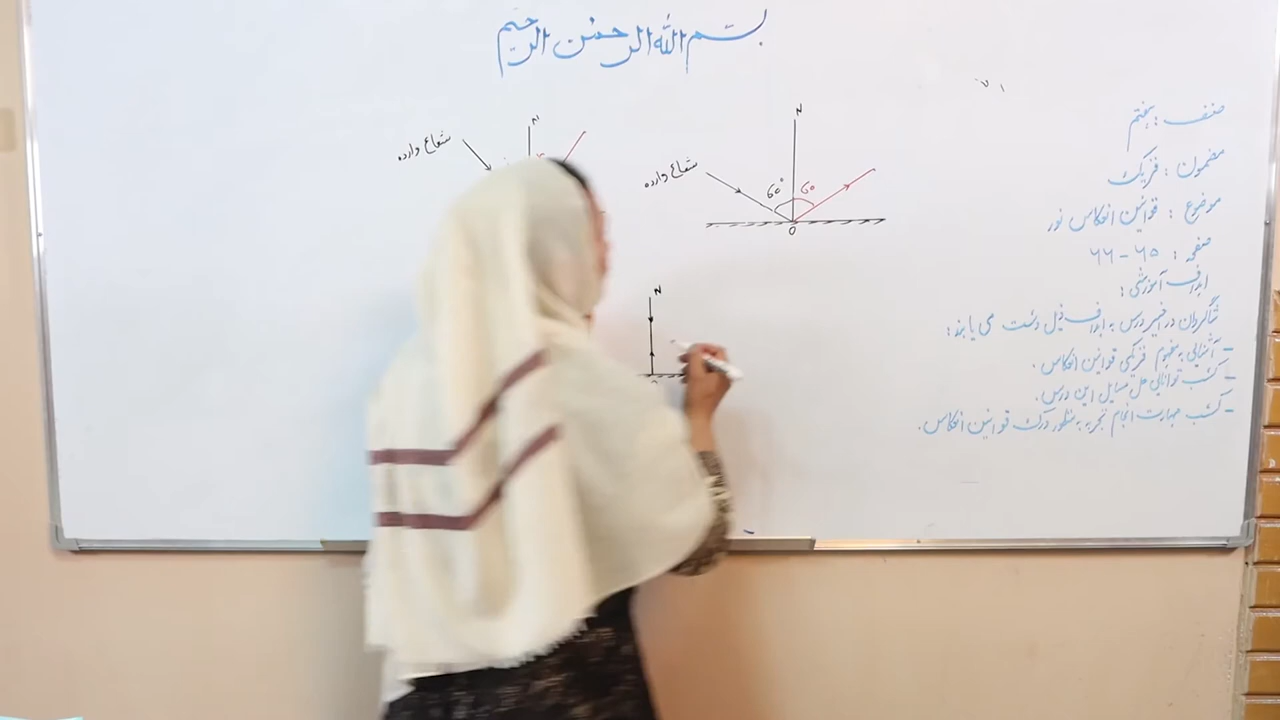 بسم الله الرحمن الرحیم
صنف : هفتم
مضمون : فزیک
موضوع : قوانین انعکاس نور
صفحه : ۶۵ - ۶۶
اهداف آموزشی :
شاگردان در اخیر درس به اهداف ذیل دست می یابند :
- آشنایی به مفهوم فزیکی قوانین انعکاس .
- کسب توانایی حل مسایل این درس .
- کسب مهارت انجام تجربه به منظور درک قوانین انعکاس .
N
شعاع وارده
60° 60
O
N
شعاع وارده
N